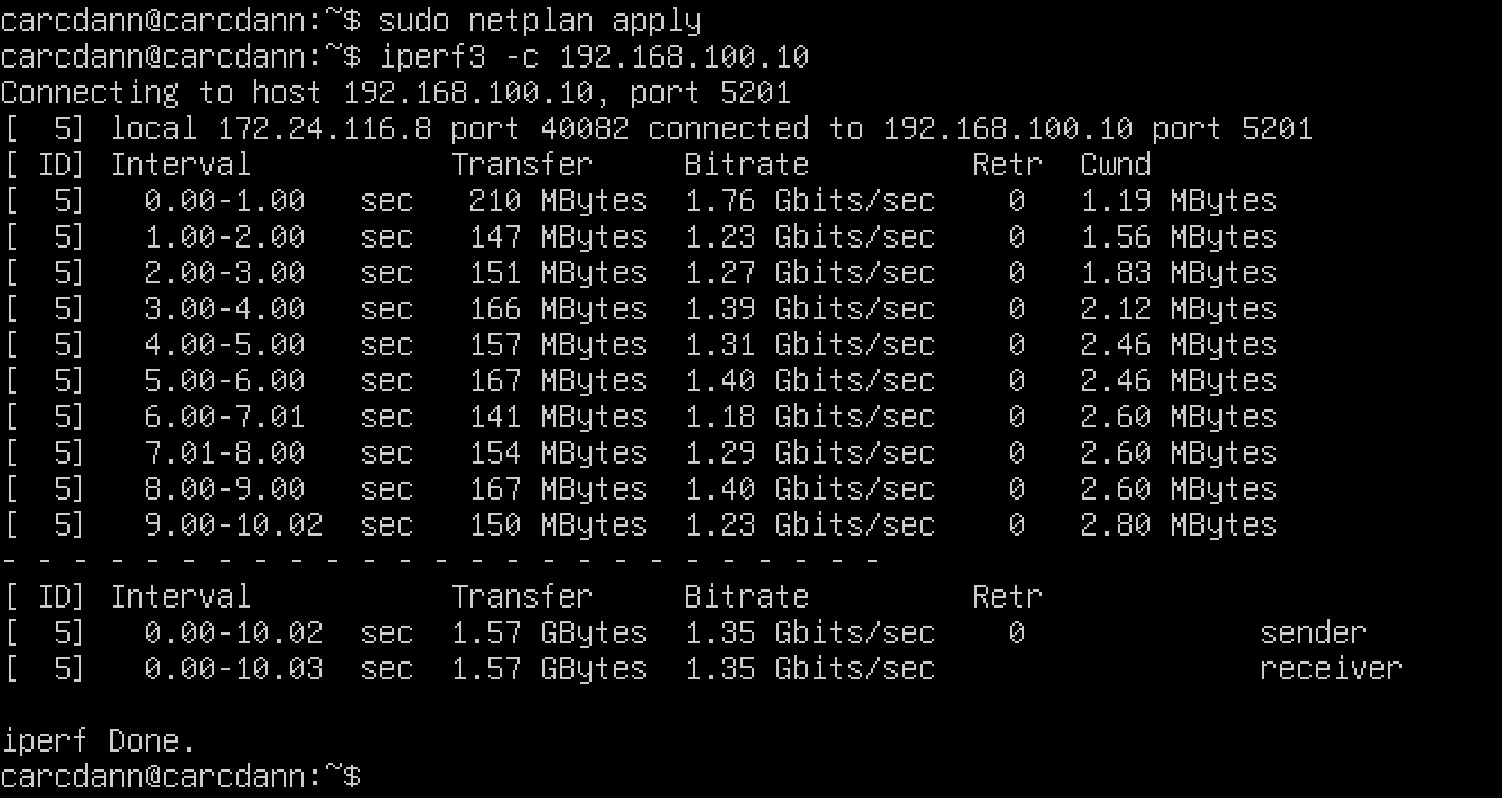 carcdann@carcdann:~$ sudo netplan apply
carcdann@carcdann:~$ iperf3 -c 192.168.100.10
Connecting to host 192.168.100.10, port 5201
[  5] local 172.24.116.8 port 40082 connected to 192.168.100.10 port 5201
[ ID] Interval           Transfer     Bitrate         Retr  Cwnd
[  5]   0.00-1.00   sec   210 MBytes  1.76 Gbits/sec    0   1.19 MBytes
[  5]   1.00-2.00   sec   147 MBytes  1.23 Gbits/sec    0   1.56 MBytes
[  5]   2.00-3.00   sec   151 MBytes  1.27 Gbits/sec    0   1.83 MBytes
[  5]   3.00-4.00   sec   166 MBytes  1.39 Gbits/sec    0   2.12 MBytes
[  5]   4.00-5.00   sec   157 MBytes  1.31 Gbits/sec    0   2.46 MBytes
[  5]   5.00-6.00   sec   167 MBytes  1.40 Gbits/sec    0   2.46 MBytes
[  5]   6.00-7.01   sec   141 MBytes  1.18 Gbits/sec    0   2.60 MBytes
[  5]   7.01-8.00   sec   154 MBytes  1.29 Gbits/sec    0   2.60 MBytes
[  5]   8.00-9.00   sec   167 MBytes  1.40 Gbits/sec    0   2.60 MBytes
[  5]   9.00-10.02  sec   150 MBytes  1.23 Gbits/sec    0   2.80 MBytes
- - - - - - - - - - - - - - - - - - - - - - - - -
[ ID] Interval           Transfer     Bitrate         Retr
[  5]   0.00-10.02  sec  1.57 GBytes  1.35 Gbits/sec    0             sender
[  5]   0.00-10.03  sec  1.57 GBytes  1.35 Gbits/sec                  receiver
iperf Done.
carcdann@carcdann:~$